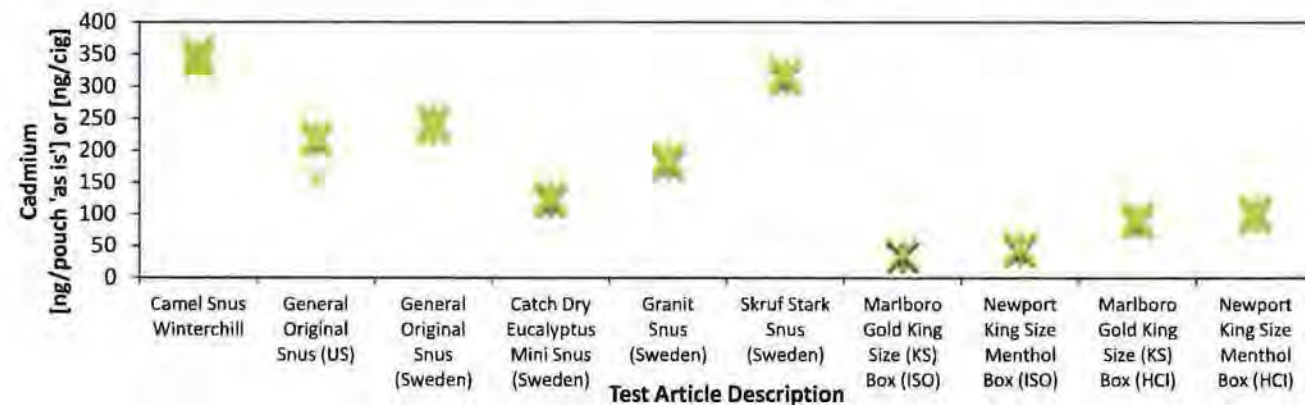 Cadmium
[ng/pouch 'as is'] or [ng/cig]
400
350
300
250
200
150
100
50
0
Camel Snus
Winterchill
General
Original
Snus (US)
General
Original
Snus
(Sweden)
Catch Dry
Eucalyptus
Mini Snus
(Sweden)
Granit
Snus
(Sweden)
Skruf Stark
Snus
(Sweden)
Marlboro
Gold King
Size (KS)
Box (ISO)
Newport
King Size
Menthol
Box (ISO)
Marlboro
Gold King
Size (KS)
Box (HCI)
Newport
King Size
Menthol
Box (HCI)
Test Article Description